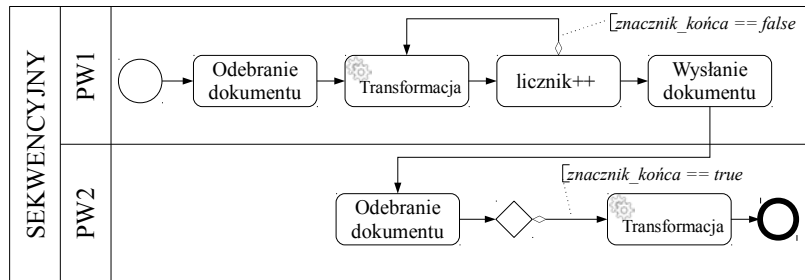 SEKWENCYJNY
PW1
Odebranie
dokumentu
Transformacja
licznik++
Wysłanie
dokumentu
znacznik_końca == false
PW2
Odebranie
dokumentu
znacznik_końca == true
Transformacja